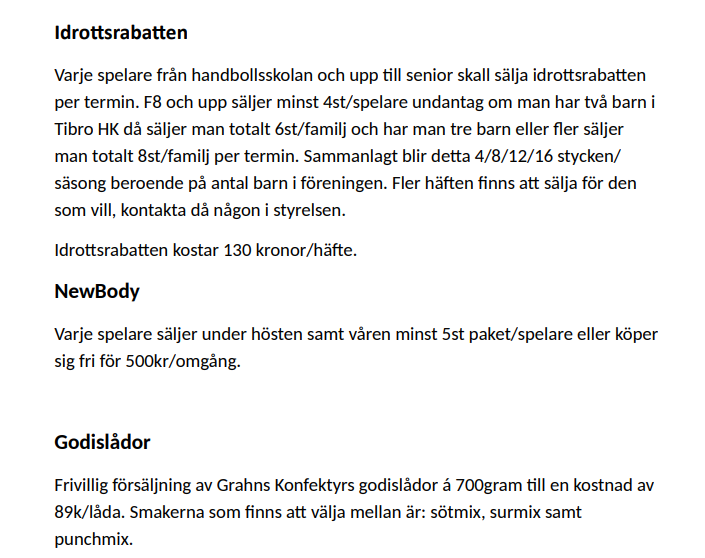 Idrottsrabatten
Varje spelare från handbollsskolan och upp till senior skall sälja idrottsrabatten
per termin. F8 och upp säljer minst 4st/spelare undantag om man har två barn i
Tibro HK då säljer man totalt 6st/familj och har man tre barn eller fler säljer
man totalt 8st/familj per termin. Sammanlagt blir detta 4/8/12/16 stycken/
säsong beroende på antal barn i föreningen. Fler häften finns att sälja för den
som vill, kontakta då någon i styrelsen.
Idrottsrabatten kostar 130 kronor/häfte.
NewBody
Varje spelare säljer under hösten samt våren minst 5st paket/spelare eller köper
sig fri för 500kr/omgång.
Godislådor
Frivillig försäljning av Grahns Konfektyrs godislådor á 700gram till en kostnad av
89k/låda. Smakerna som finns att välja mellan är: sötmix, surmix samt
punchmix.